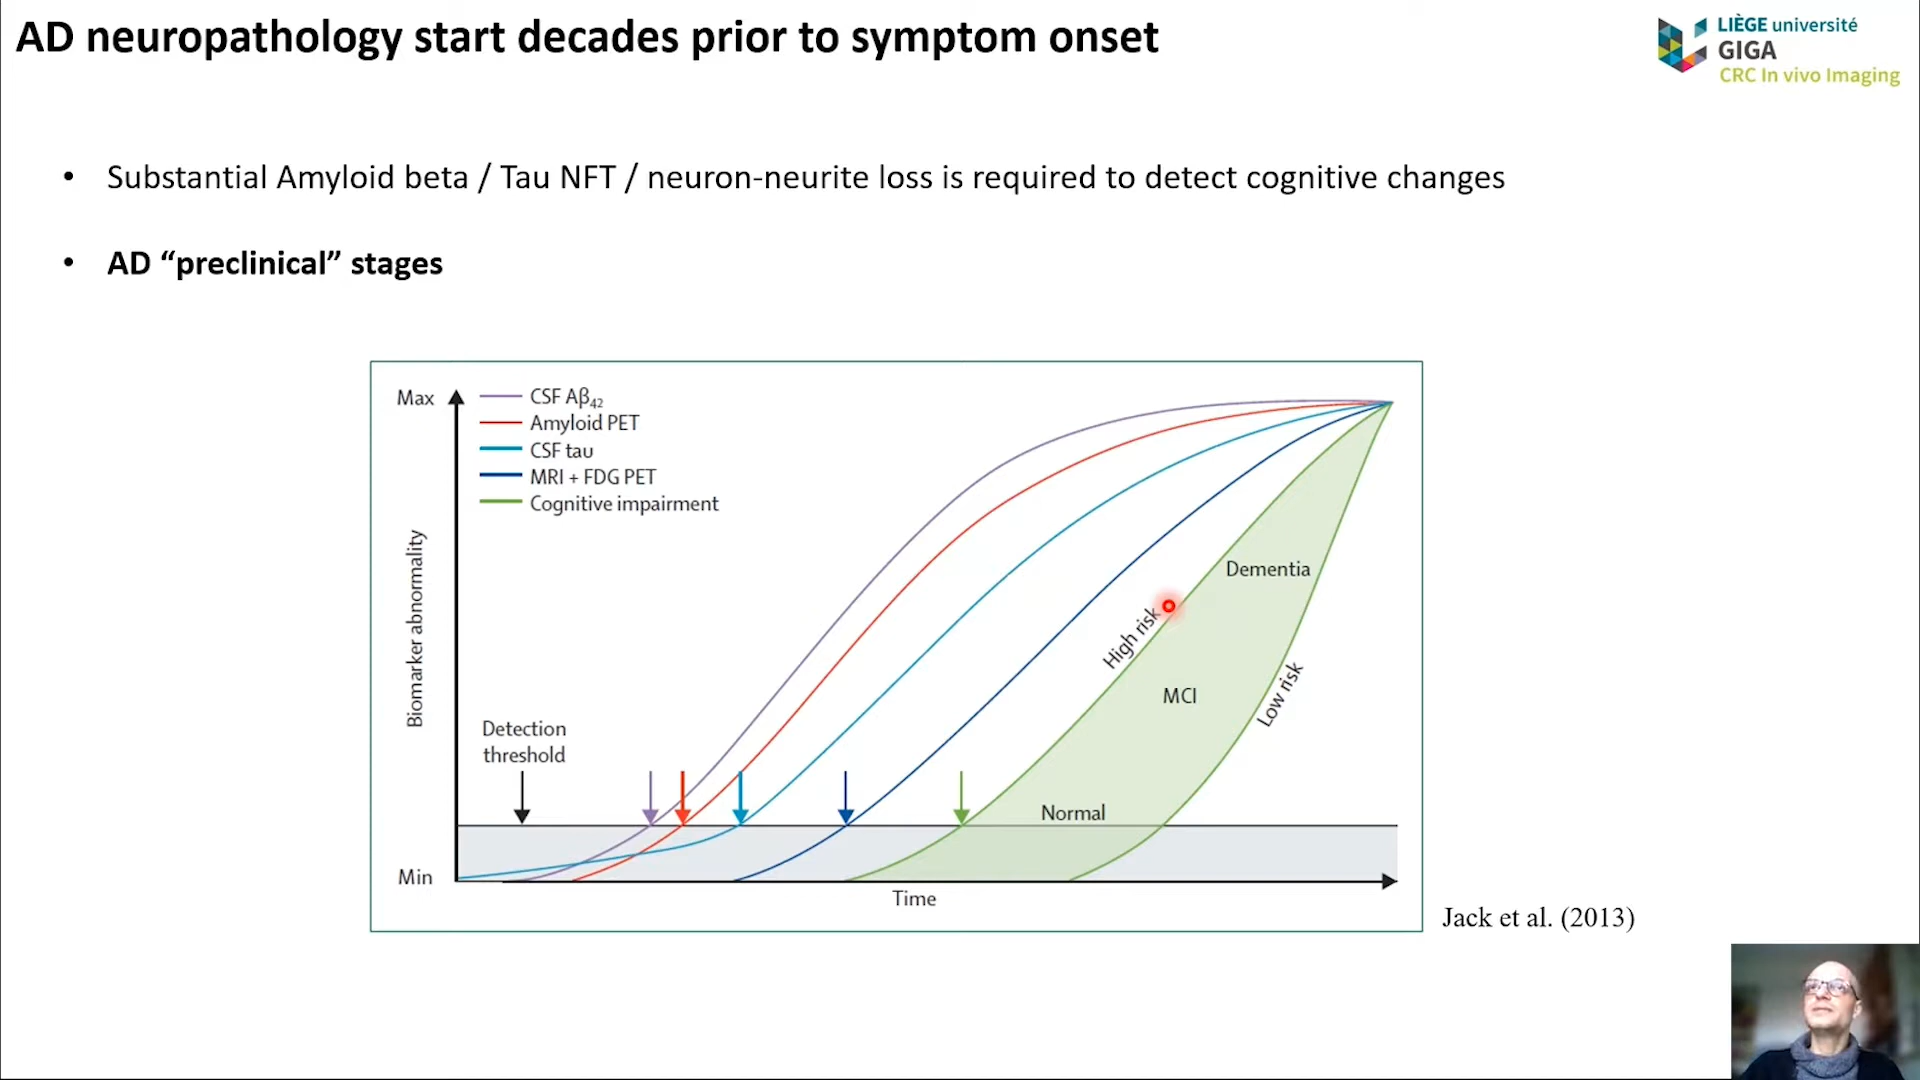 AD neuropathology start decades prior to symptom onset
LIÈGE université
GIGA
CRC In vivo Imaging
• Substantial Amyloid beta / Tau NFT / neuron-neurite loss is required to detect cognitive changes
• AD “preclinical” stages
Max
CSF Aβ42
Amyloid PET
CSF tau
MRI + FDG PET
Cognitive impairment
Biomarker abnormality
Detection
threshold
High risk
Dementia
MCI
Low risk
Normal
Min
Time
Jack et al. (2013)